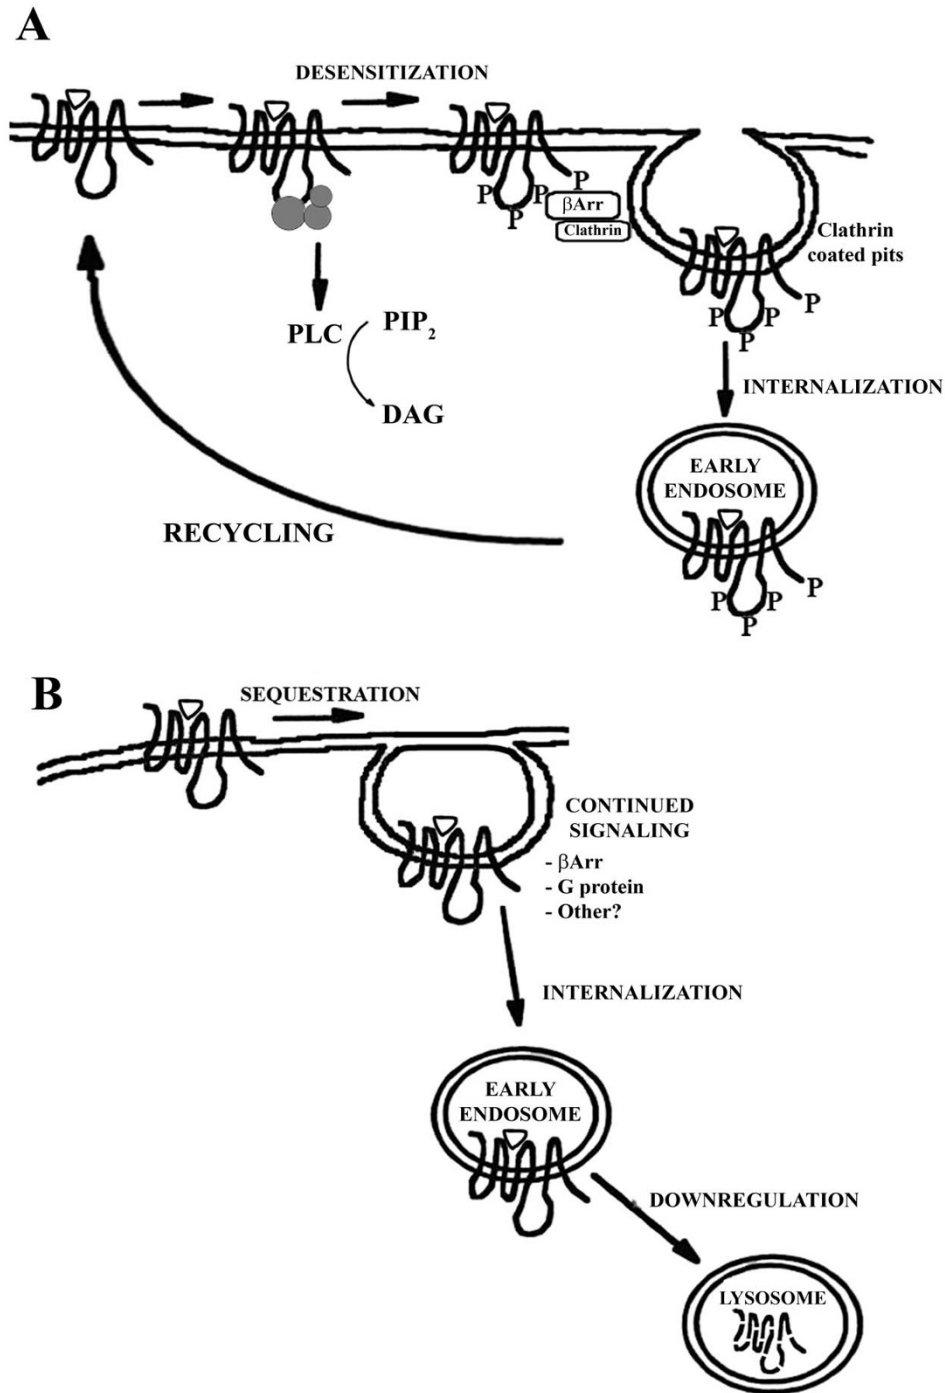 A
DESENSITIZATION
P
P
P
P
βArr
Clathrin
Clathrin
coated pits
P
P
P
P
PLC
PIP₂
DAG
INTERNALIZATION
EARLY
ENDOSOME
RECYCLING
P
P
P
P
B
SEQUESTRATION
CONTINUED
SIGNALING
- βArr
- G protein
- Other?
INTERNALIZATION
EARLY
ENDOSOME
DOWNREGULATION
LYSOSOME